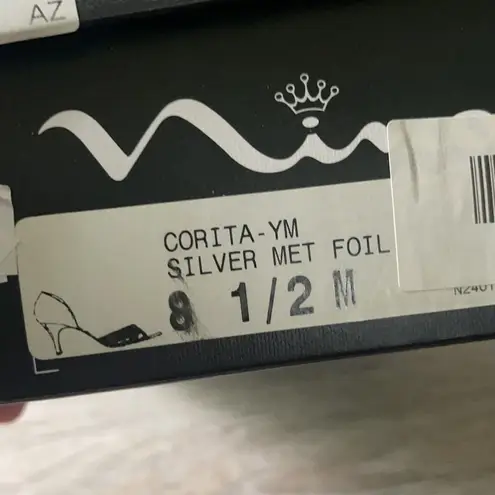 AZ
CORITA-YM
SILVER MET FOIL
8 1/2 M